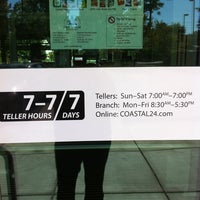 7–7/7
TELLER HOURS / DAYS
Tellers: Sun–Sat 7:00AM–7:00PM
Branch: Mon–Fri 8:30AM–5:30PM
Online: COASTAL24.com